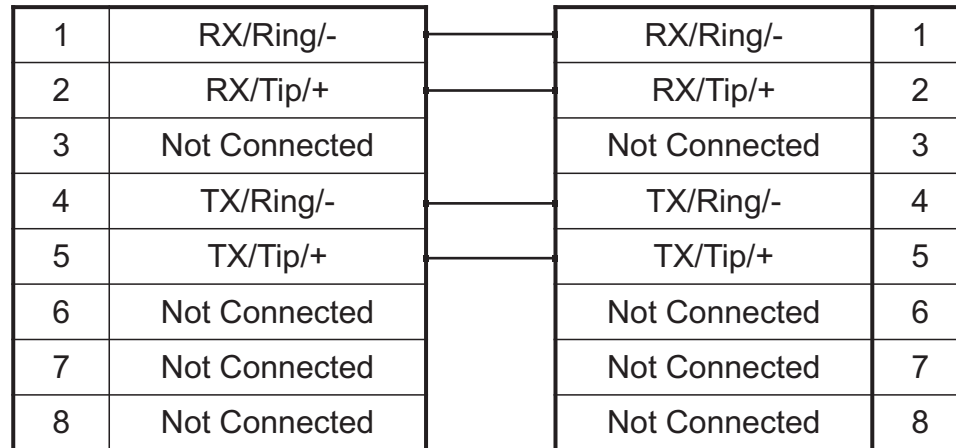 1 RX/Ring/- RX/Ring/- 1
2 RX/Tip/+ RX/Tip/+ 2
3 Not Connected Not Connected 3
4 TX/Ring/- TX/Ring/- 4
5 TX/Tip/+ TX/Tip/+ 5
6 Not Connected Not Connected 6
7 Not Connected Not Connected 7
8 Not Connected Not Connected 8